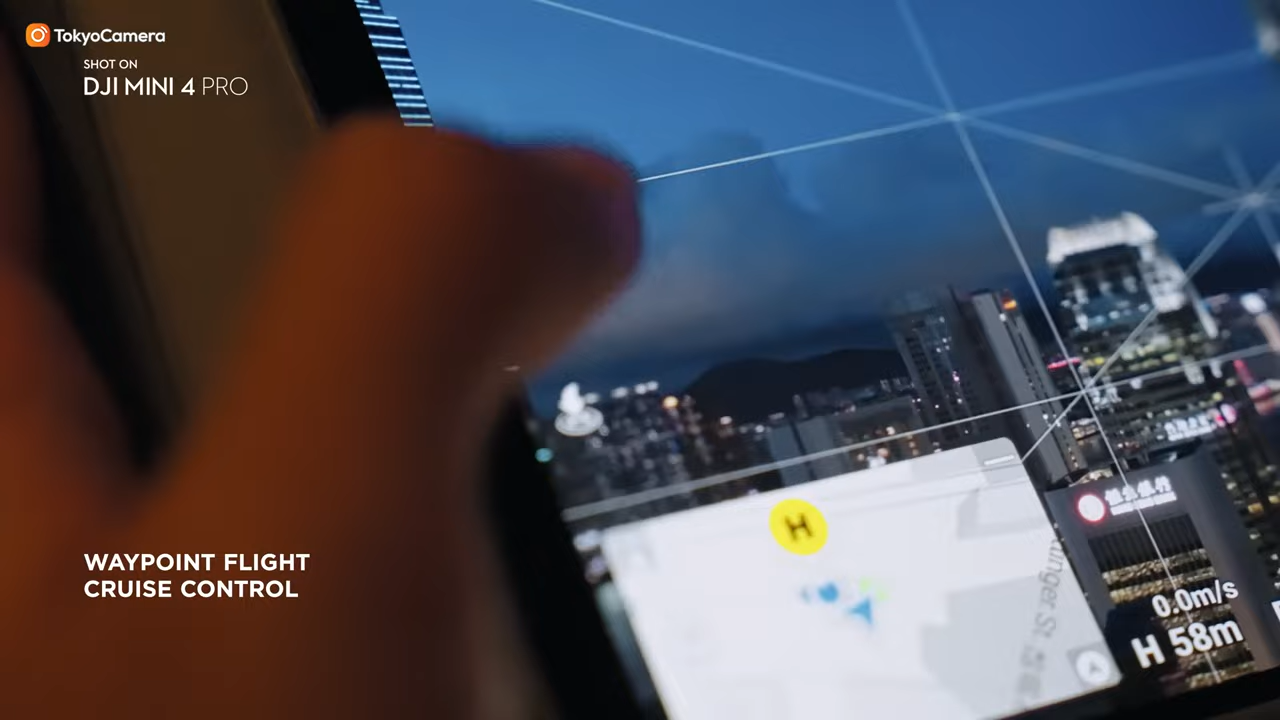 TokyoCamera
SHOT ON
DJI MINI 4 PRO
WAYPOINT FLIGHT
CRUISE CONTROL
H
0.0m/s
H 58m